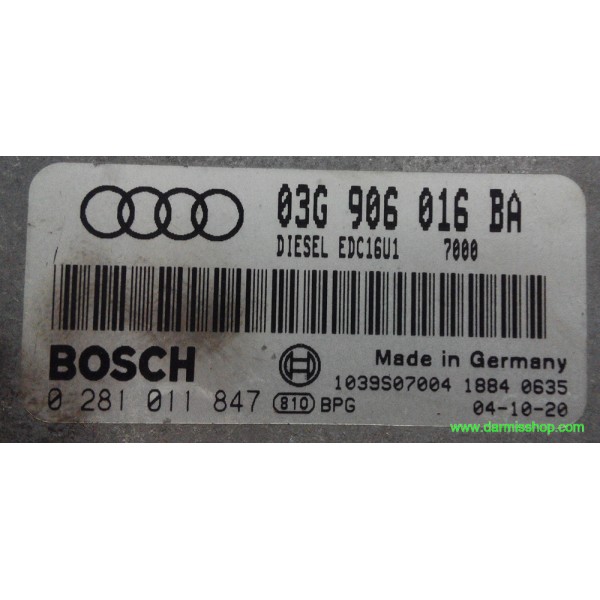 03G 906 016 BA
DIESEL EDC16U1 7000
BOSCH
Made in Germany
1039S07004 1884 0635
0 281 011 847 810 BPG 04-10-20
www.darmisshop.com